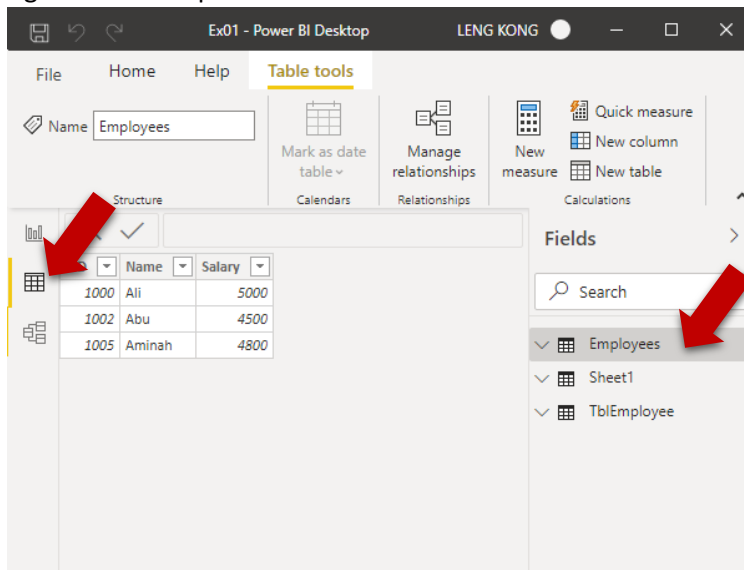 Ex01 - Power BI Desktop LENG KONG
File Home Help Table tools
Name Employees
Mark as date
table
Manage
relationships
New
measure
Quick measure
New column
New table
Structure Calendars Relationships Calculations
Name Salary
1000 Ali 5000
1002 Abu 4500
1005 Aminah 4800
Fields
Search
Employees
Sheet1
TblEmployee